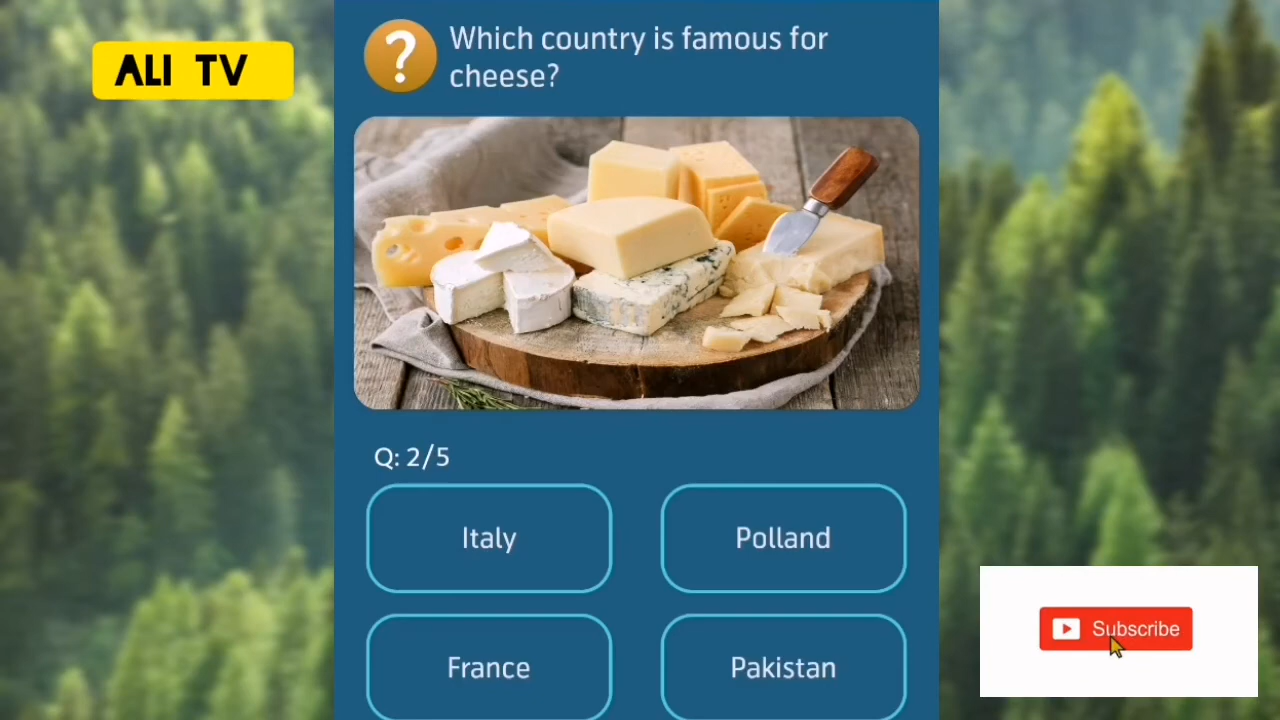 ALI TV
?
Which country is famous for
cheese?
Q: 2/5
Italy
Polland
France
Pakistan
Subscribe